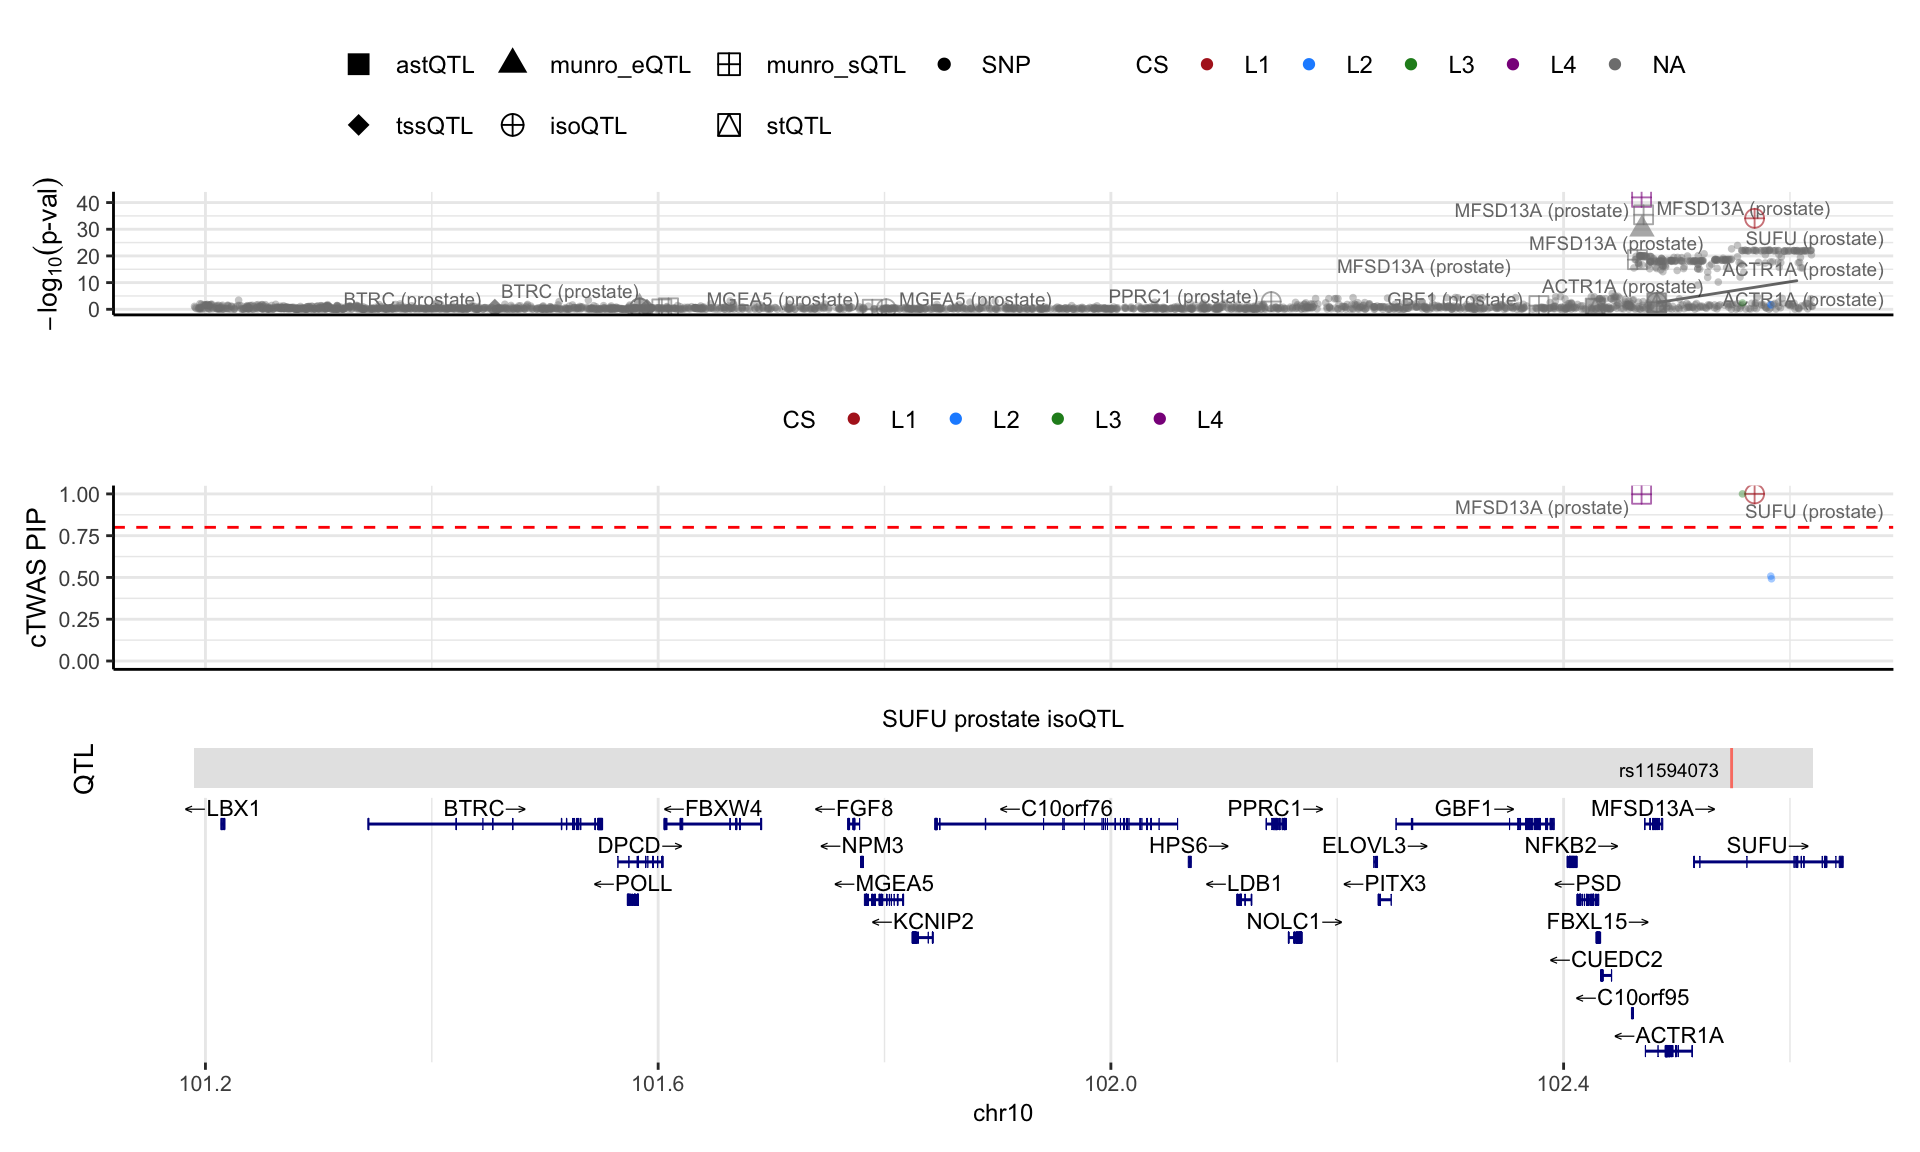 astQTL munro_eQTL munro_sQTL SNP CS L1 L2 L3 L4 NA
tssQTL isoQTL stQTL
−log10(p-val)
40
30
20
10
0
MFSD13A (prostate) MFSD13A (prostate)
MFSD13A (prostate) SUFU (prostate)
MFSD13A (prostate) ACTR1A (prostate)
ACTR1A (prostate)
BTRC (prostate) BTRC (prostate) MGEA5 (prostate) MGEA5 (prostate) PPRC1 (prostate) GBF1 (prostate) ACTR1A (prostate)
CS L1 L2 L3 L4
cTWAS PIP
1.00
0.75
0.50
0.25
0.00
MFSD13A (prostate) SUFU (prostate)
SUFU prostate isoQTL
QTL
rs11594073
←LBX1 BTRC→ ←FBXW4 ←FGF8 ←C10orf76 PPRC1→ GBF1→ MFSD13A→
DPCD→ ←NPM3 HPS6→ ELOVL3→ NFKB2→ SUFU→
←POLL ←MGEA5 ←LDB1 ←PITX3 ←PSD
←KCNIP2 NOLC1→ FBXL15→
←CUEDC2
←C10orf95
←ACTR1A
101.2 101.6 102.0 102.4
chr10